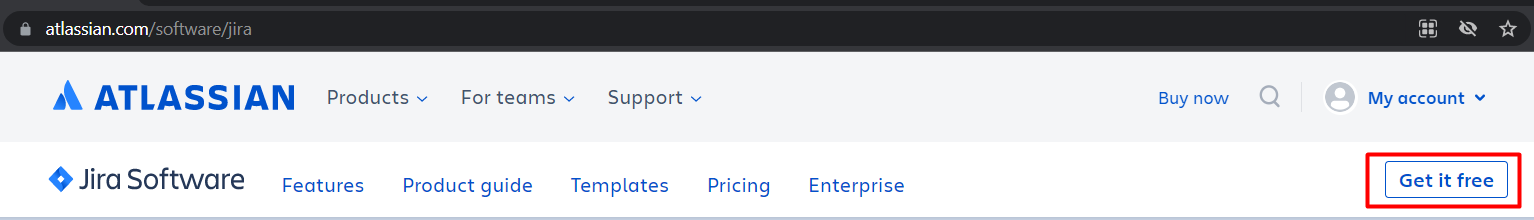 atlassian.com/software/jira
ATLASSIAN Products For teams Support Buy now My account
Jira Software Features Product guide Templates Pricing Enterprise Get it free